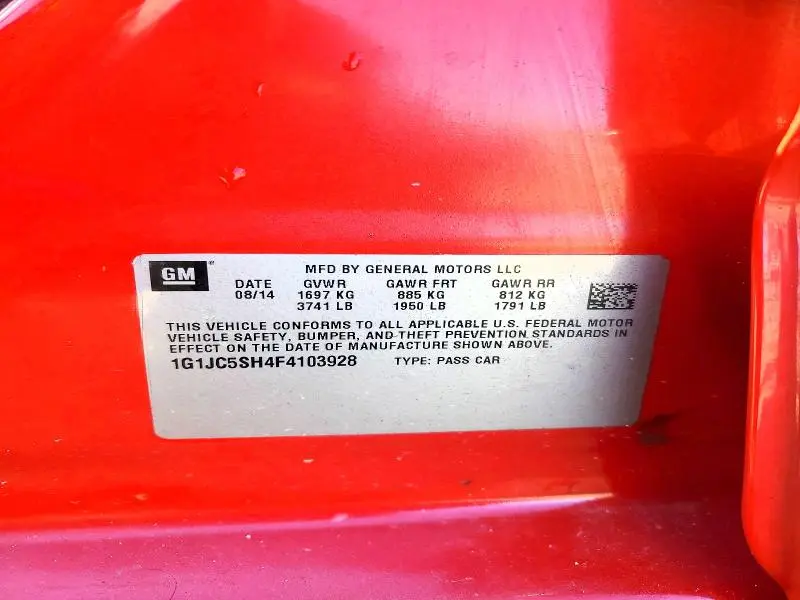 GM
MFD BY GENERAL MOTORS LLC
DATE GVWR GAWR FRT GAWR RR
08/14 1697 KG 885 KG 812 KG
3741 LB 1950 LB 1791 LB
THIS VEHICLE CONFORMS TO ALL APPLICABLE U.S. FEDERAL MOTOR
VEHICLE SAFETY, BUMPER, AND THEFT PREVENTION STANDARDS IN
EFFECT ON THE DATE OF MANUFACTURE SHOWN ABOVE.
1G1JC5SH4F4103928 TYPE: PASS CAR